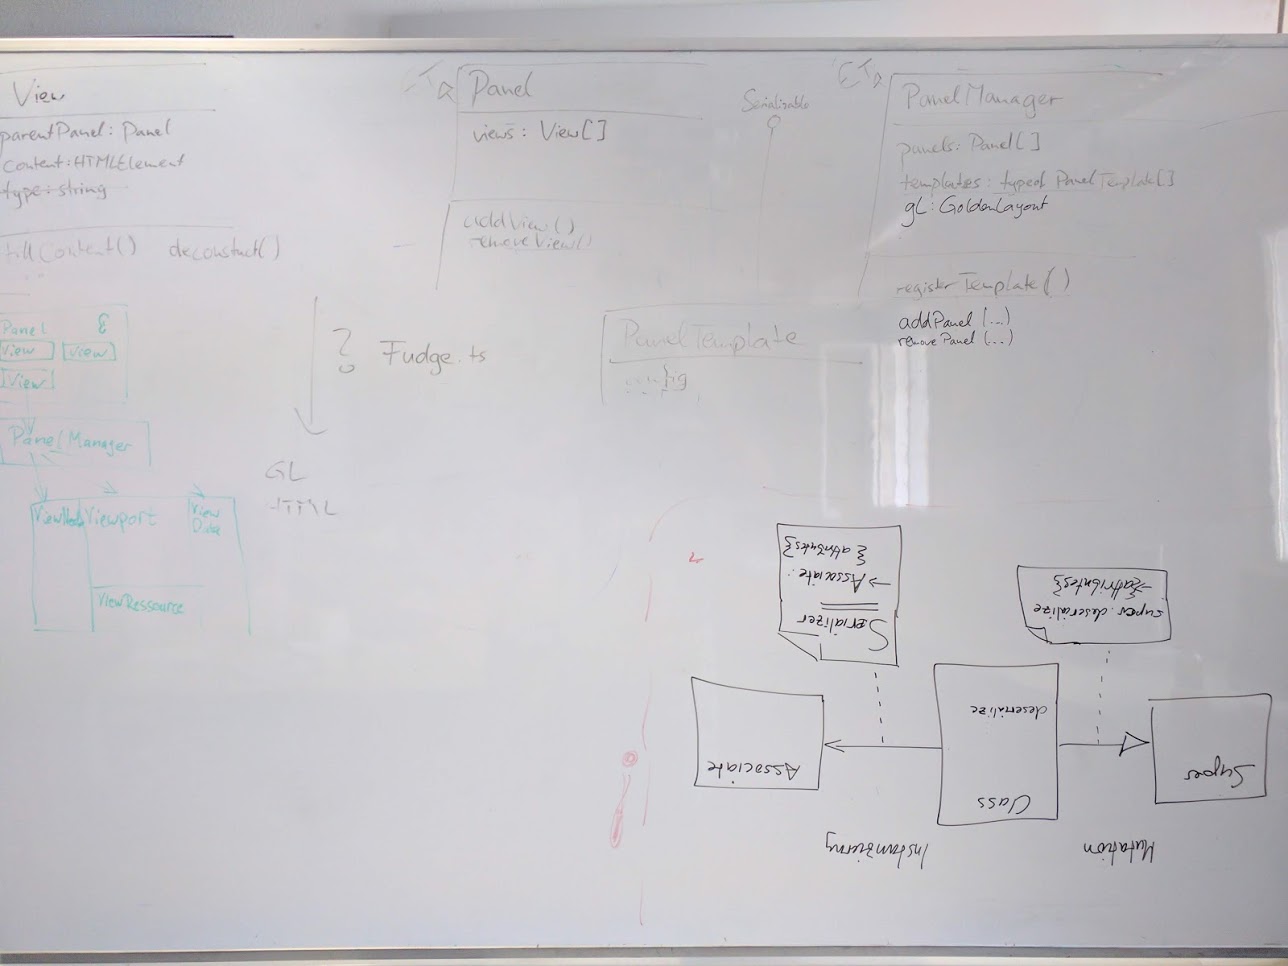 View
parentPanel: Panel
content: HTMLElement
type: string
fillContent() deconstruct()
Panel
views: View[]
addView()
removeView()
Serializable
PanelManager
panels: Panel[]
templates: typeof PanelTemplate[]
gL: GoldenLayout
registerTemplate()
addPanel (...)
removePanel (...)
PanelTemplate
config
? Fudge.ts
GL
HTML
Panel
View View
View
PanelManager
Viewport
View
Data
ViewRessource
Mutation
Instanziierung
Super
Class
deserialize
Associate
super.deserialize
→{attributes}
Serializer
→ Associate:
{attributes}